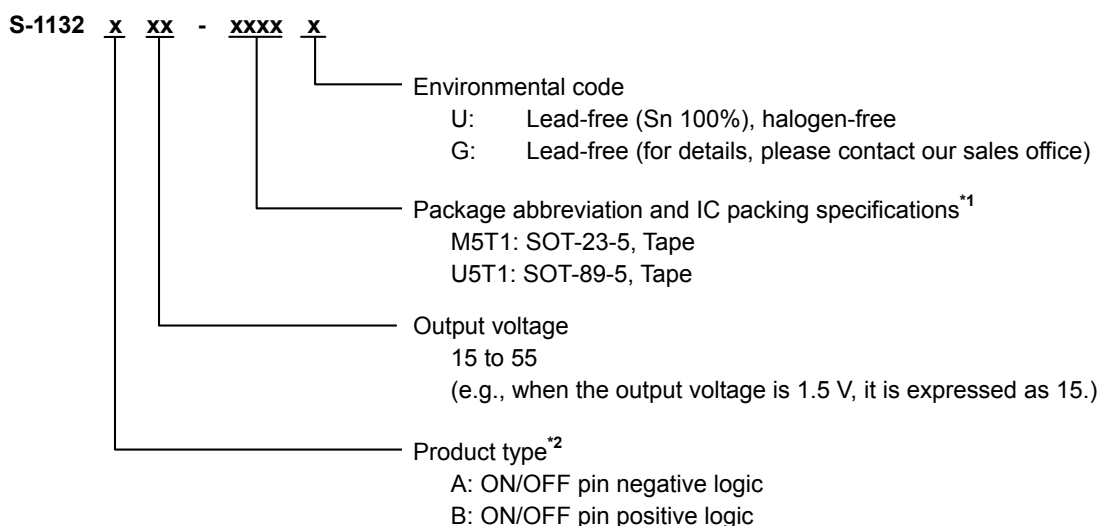 S-1132 x xx - xxxx x
Environmental code
U: Lead-free (Sn 100%), halogen-free
G: Lead-free (for details, please contact our sales office)
Package abbreviation and IC packing specifications*1
M5T1: SOT-23-5, Tape
U5T1: SOT-89-5, Tape
Output voltage
15 to 55
(e.g., when the output voltage is 1.5 V, it is expressed as 15.)
Product type*2
A: ON/OFF pin negative logic
B: ON/OFF pin positive logic